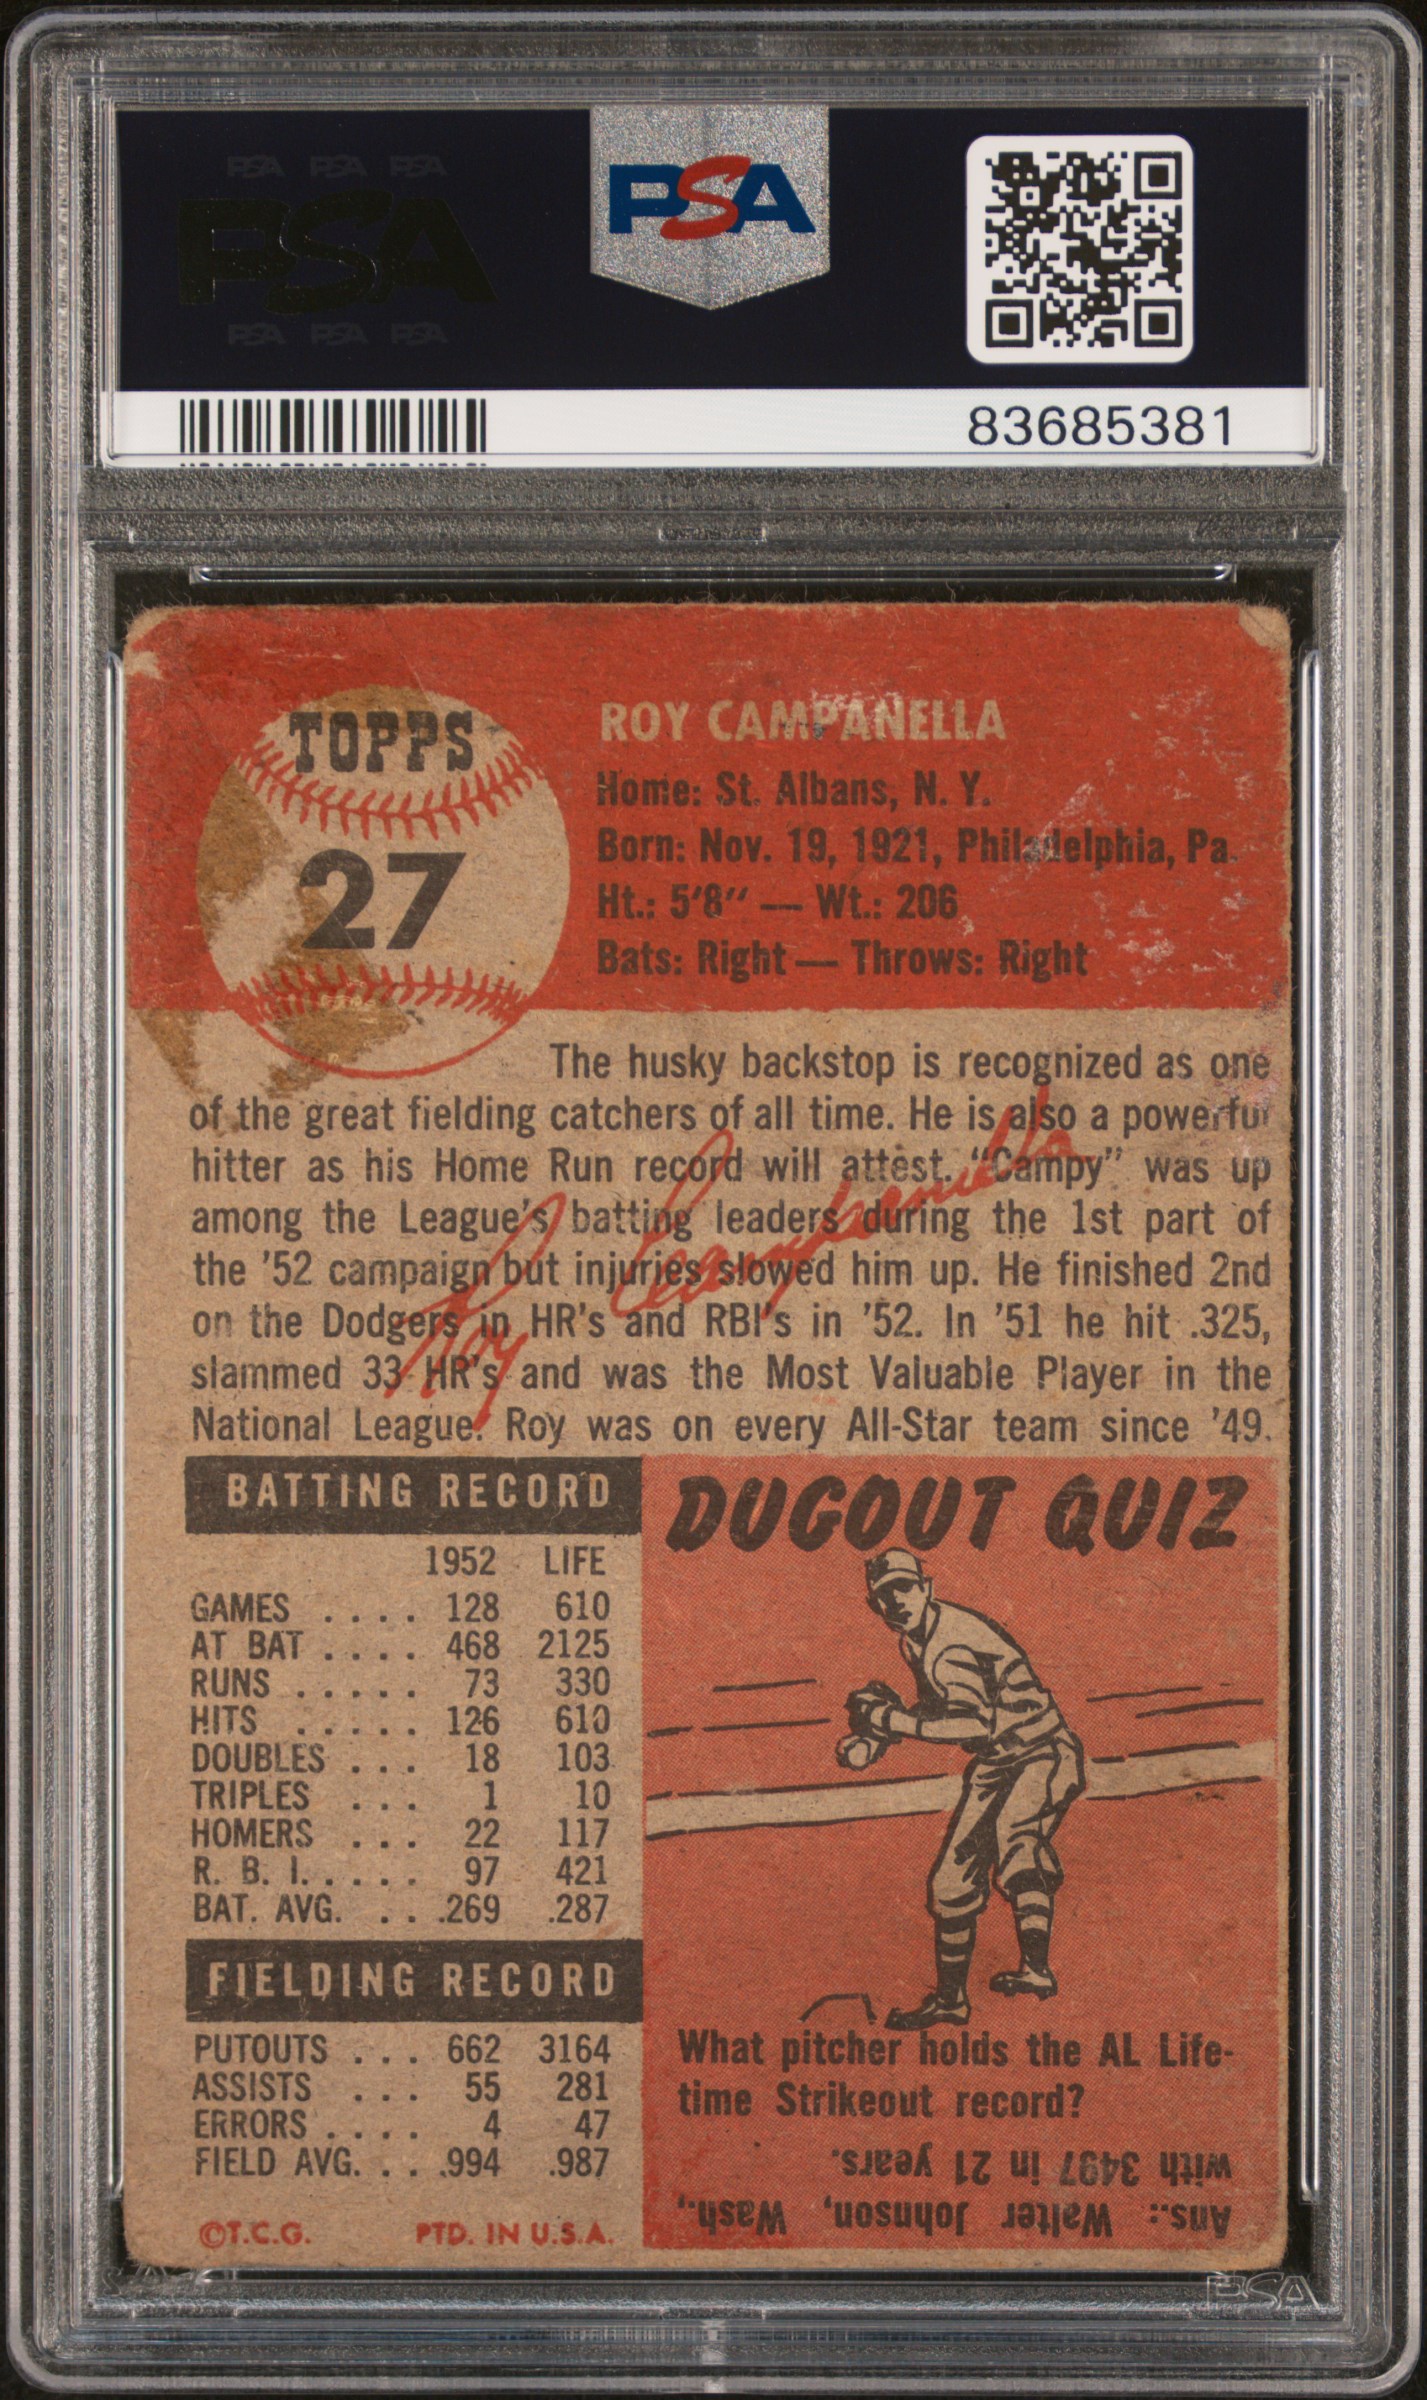 PSA PSA PSA
PSA
PSA PSA PSA
PSA
83685381
TOPPS
27
ROY CAMPANELLA
Home: St. Albans, N. Y.
Born: Nov. 19, 1921, Philadelphia, Pa.
Ht.: 5'8" — Wt.: 206
Bats: Right — Throws: Right
The husky backstop is recognized as one
of the great fielding catchers of all time. He is also a powerful
hitter as his Home Run record will attest. "Campy" was up
among the League's batting leaders during the 1st part of
the '52 campaign but injuries slowed him up. He finished 2nd
on the Dodgers in HR's and RBI's in '52. In '51 he hit .325,
slammed 33 HR's and was the Most Valuable Player in the
National League. Roy was on every All-Star team since '49.
Roy Campanella
BATTING RECORD
1952 LIFE
GAMES . . . . 128 610
AT BAT . . . . 468 2125
RUNS . . . . . 73 330
HITS . . . . . 126 610
DOUBLES . . . 18 103
TRIPLES . . . 1 10
HOMERS . . . 22 117
R. B. I. . . . . . 97 421
BAT. AVG. . . .269 .287
FIELDING RECORD
PUTOUTS . . . 662 3164
ASSISTS . . . 55 281
ERRORS . . . . 4 47
FIELD AVG. . . .994 .987
©T.C.G. PTD. IN U.S.A.
DUGOUT QUIZ
What pitcher holds the AL Life-
time Strikeout record?
Ans.: Walter Johnson, Wash.,
with 3497 in 21 years.
PSA